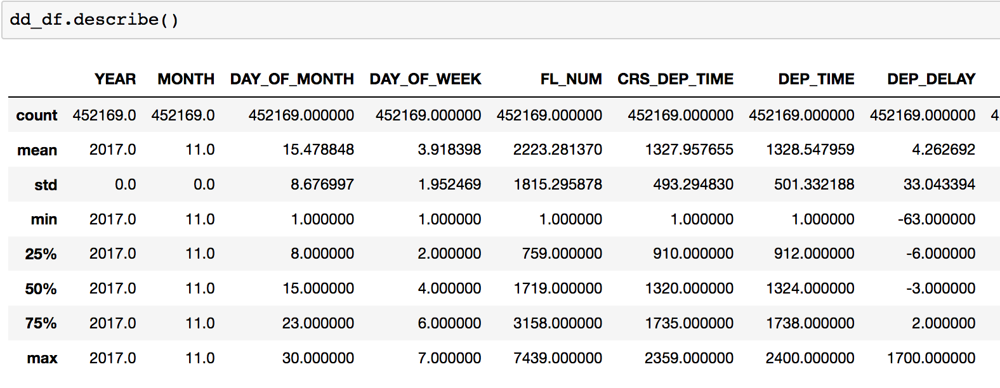 dd_df.describe()
YEAR MONTH DAY_OF_MONTH DAY_OF_WEEK FL_NUM CRS_DEP_TIME DEP_TIME DEP_DELAY
count 452169.0 452169.0 452169.000000 452169.000000 452169.000000 452169.000000 452169.000000 452169.000000 4
mean 2017.0 11.0 15.478848 3.918398 2223.281370 1327.957655 1328.547959 4.262692
std 0.0 0.0 8.676997 1.952469 1815.295878 493.294830 501.332188 33.043394
min 2017.0 11.0 1.000000 1.000000 1.000000 1.000000 1.000000 -63.000000
25% 2017.0 11.0 8.000000 2.000000 759.000000 910.000000 912.000000 -6.000000
50% 2017.0 11.0 15.000000 4.000000 1719.000000 1320.000000 1324.000000 -3.000000
75% 2017.0 11.0 23.000000 6.000000 3158.000000 1735.000000 1738.000000 2.000000
max 2017.0 11.0 30.000000 7.000000 7439.000000 2359.000000 2400.000000 1700.000000